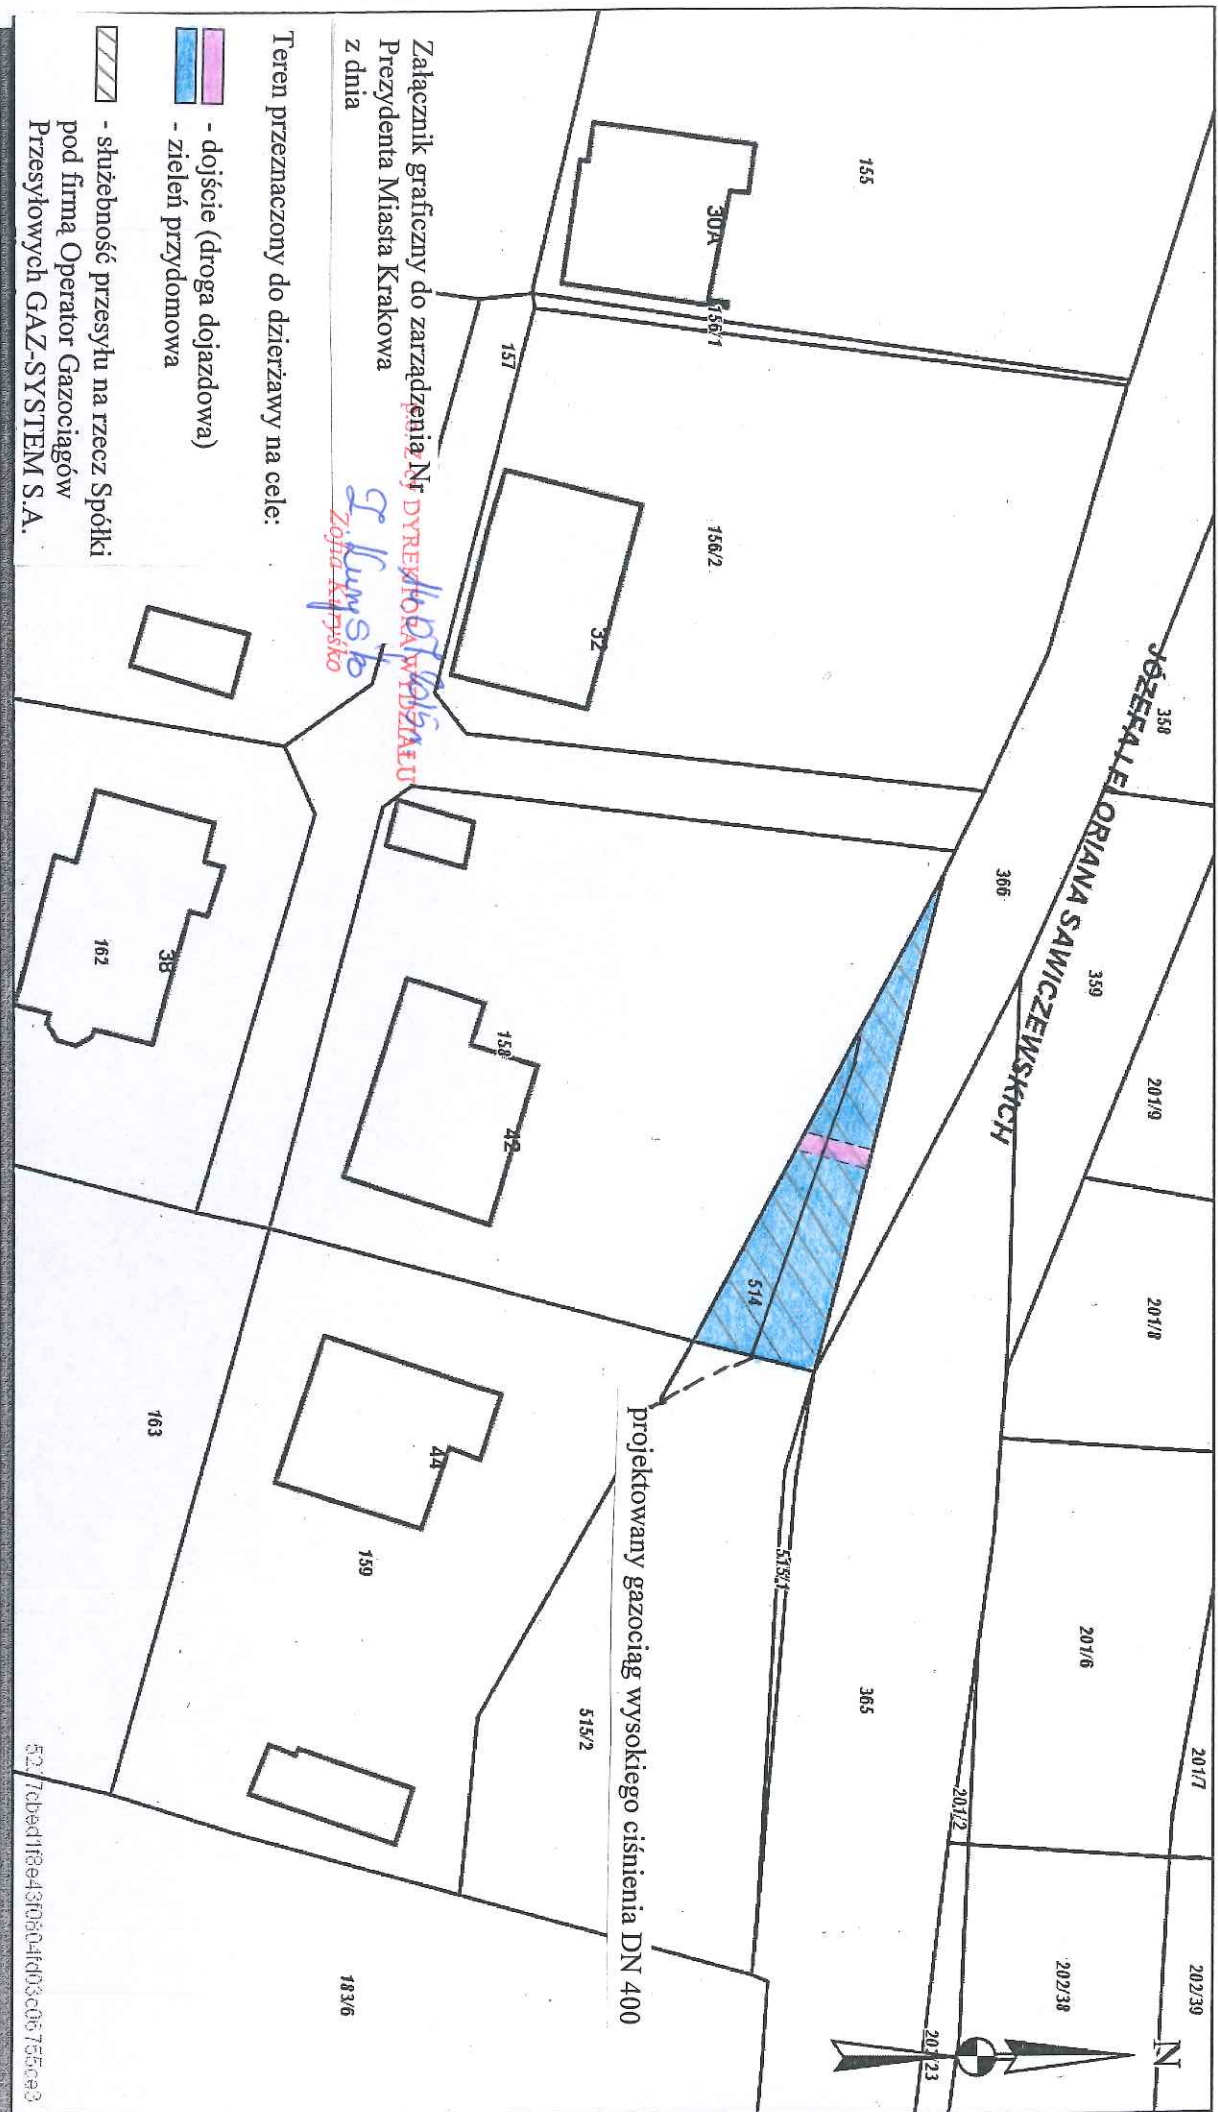 155
30A
156/1
157
156/2
32
JÓZEFA I FLORIANA SAWICZEWSKICH
358
366
359
201/9
201/8
201/6
201/7
201/2
202/38
202/39
365
514
515/1
515/2
158
42
38
162
163
44
159
183/6
N
projektowany gazociąg wysokiego ciśnienia DN 400
Załącznik graficzny do zarządzenia Nr
Prezydenta Miasta Krakowa
z dnia
DYREKTORA WYDZIAŁU
Zofia Kuryśko
Teren przeznaczony do dzierżawy na cele:
- dojście (droga dojazdowa)
- zieleń przydomowa
- służebność przesyłu na rzecz Spółki
pod firmą Operator Gazociągów
Przesyłowych GAZ-SYSTEM S.A.